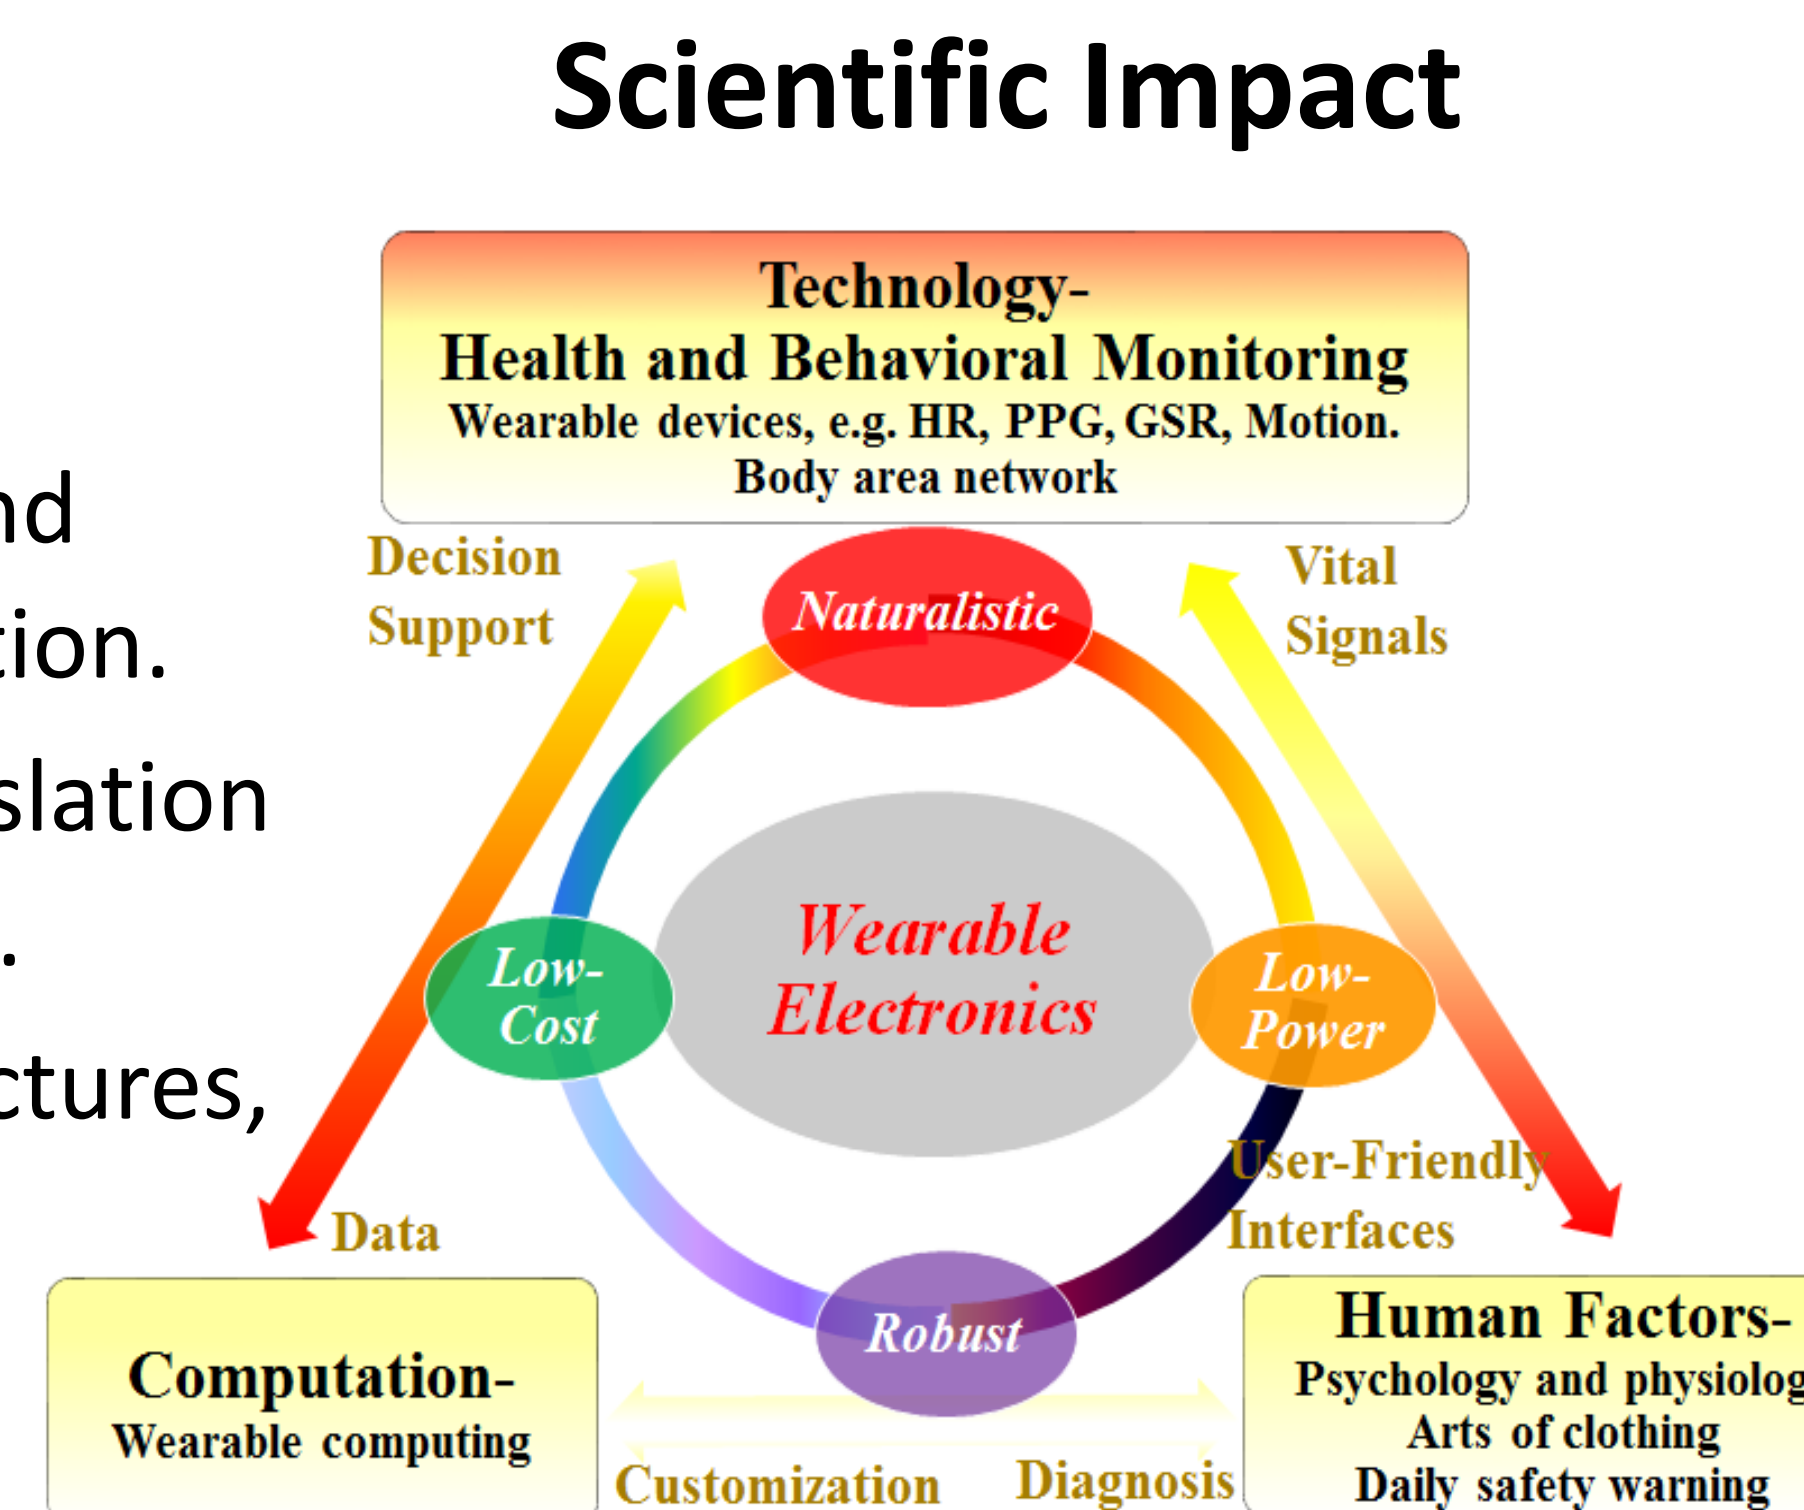 Scientific Impact
Technology-
Health and Behavioral Monitoring
Wearable devices, e.g. HR, PPG, GSR, Motion.
Body area network
nd
tion.
slation
.
ctures,
Decision
Support
Vital
Signals
Naturalistic
Low-
Cost
Wearable
Electronics
Low-
Power
User-Friendly
Interfaces
Data
Robust
Computation-
Wearable computing
Customization
Diagnosis
Human Factors-
Psychology and physiolog
Arts of clothing
Daily safety warning